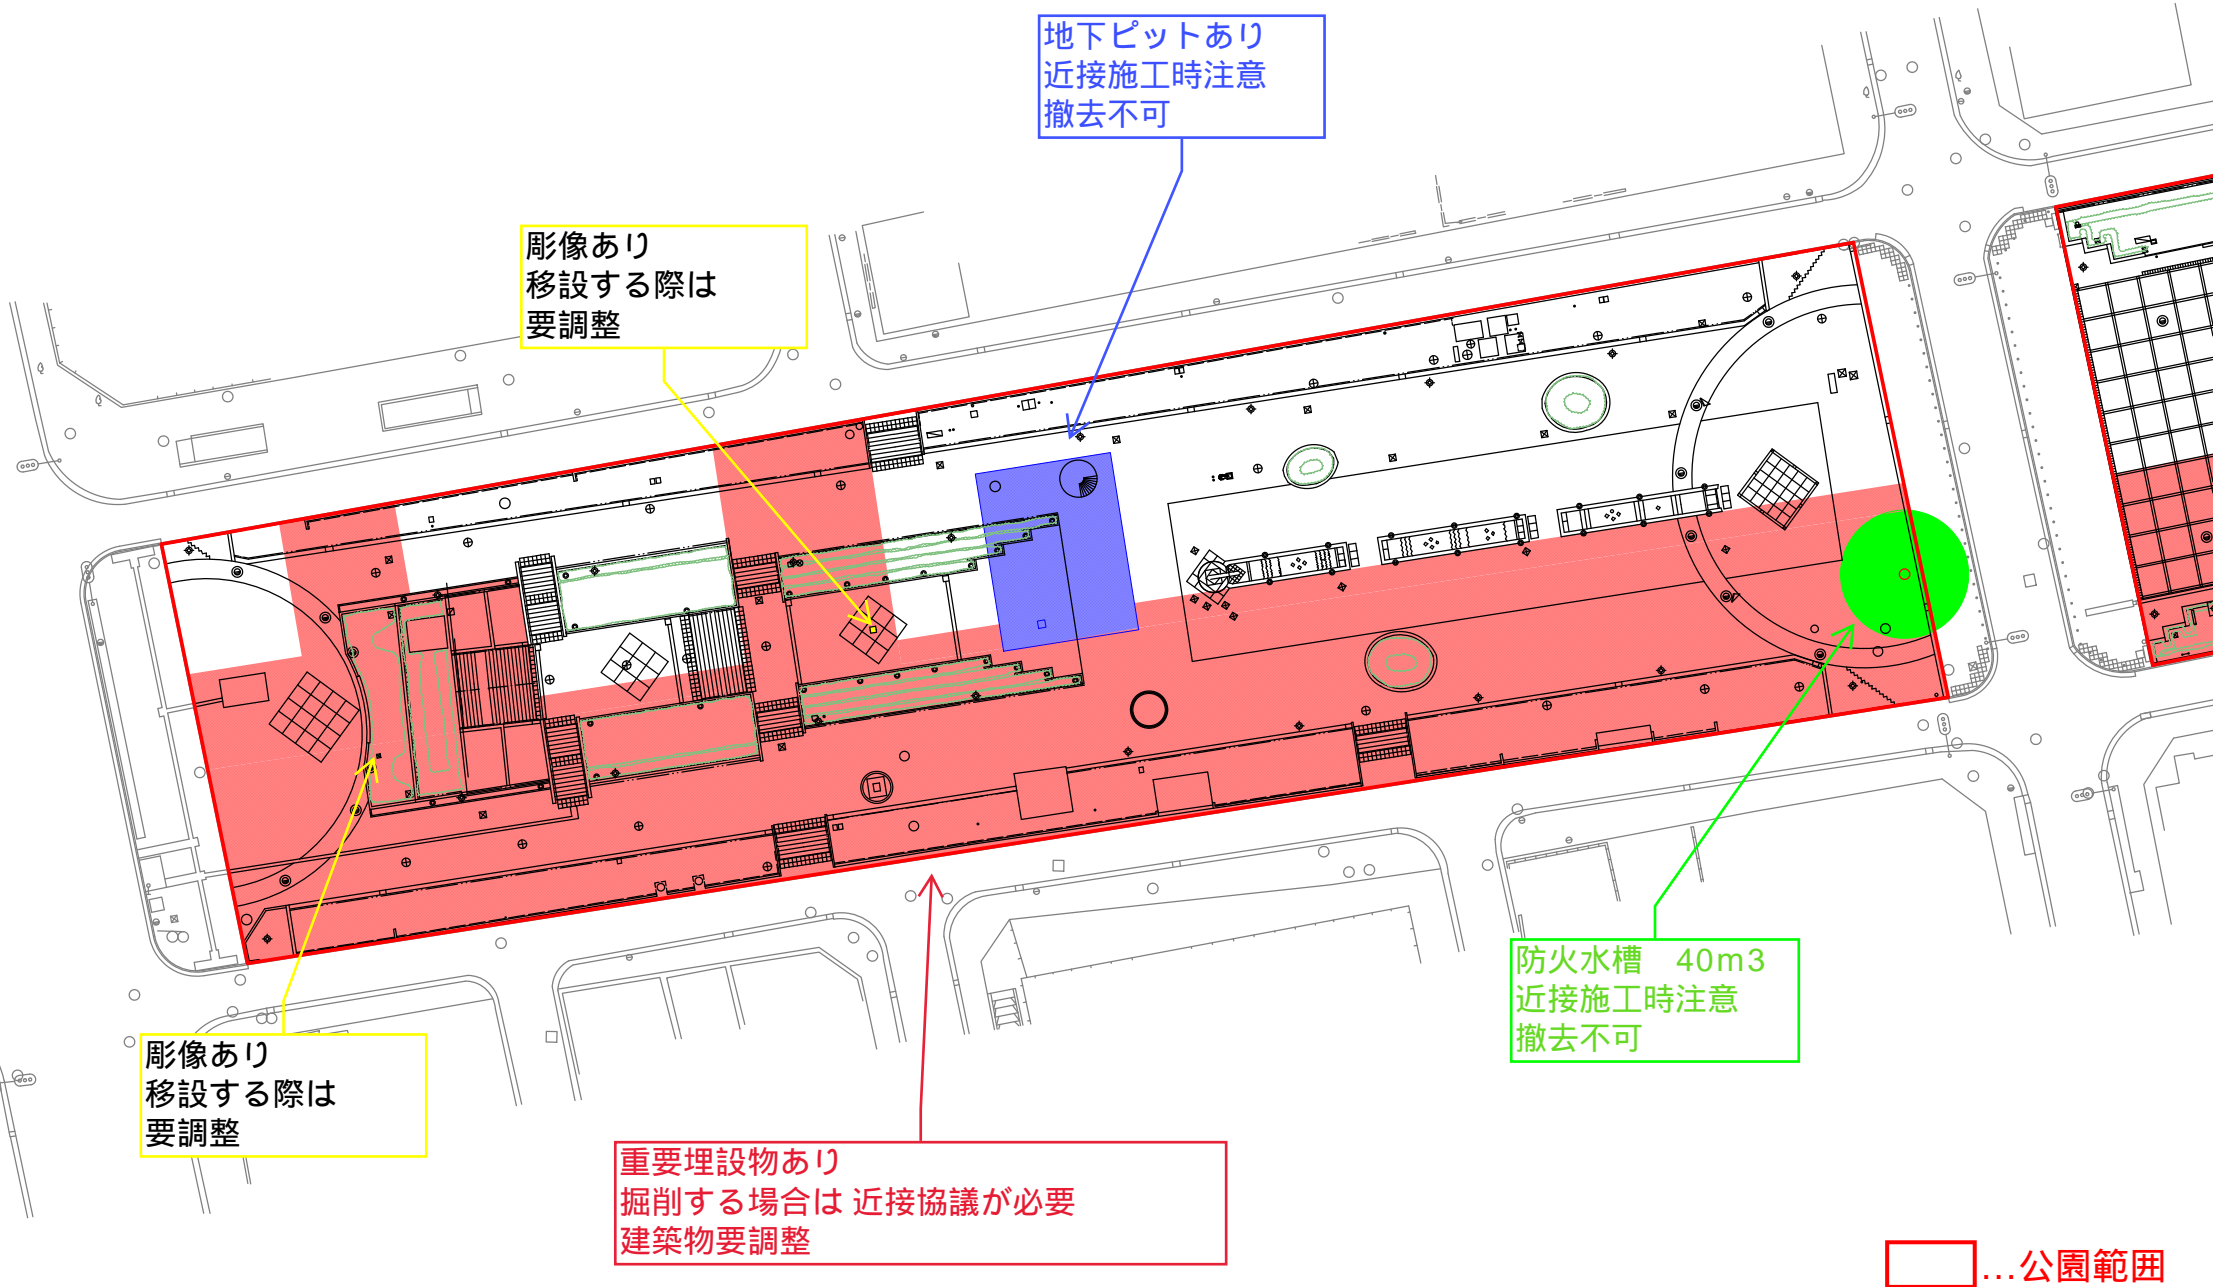 地下ピットあり
近接施工時注意
撤去不可
彫像あり
移設する際は
要調整
防火水槽　40m3
近接施工時注意
撤去不可
彫像あり
移設する際は
要調整
重要埋設物あり
掘削する場合は 近接協議が必要
建築物要調整
…公園範囲